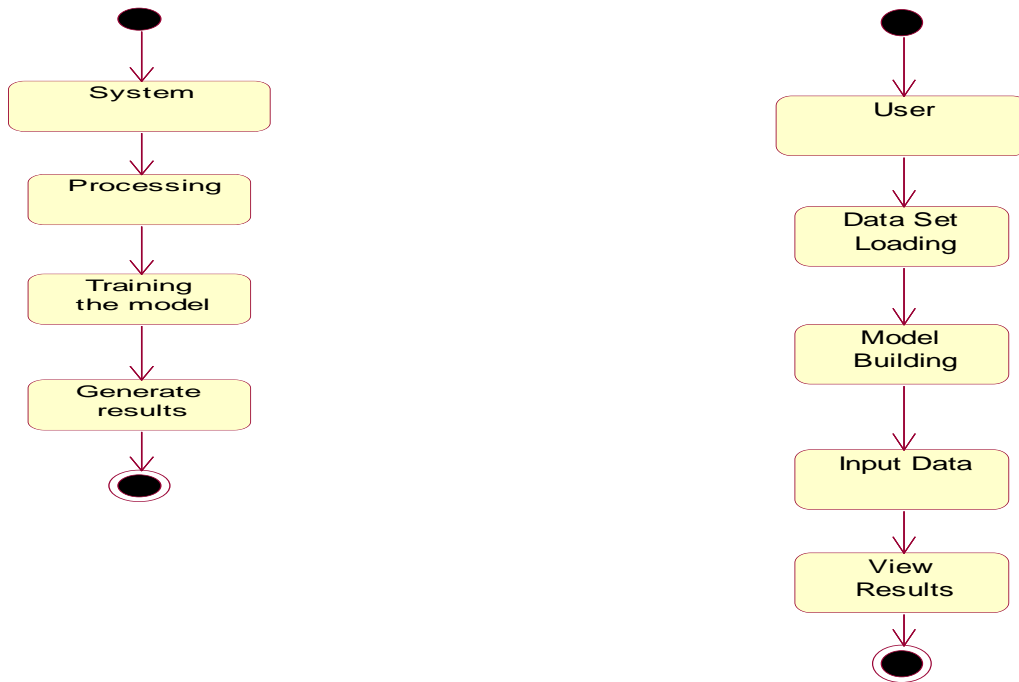 System
Processing
Training
the model
Generate
results
User
Data Set
Loading
Model
Building
Input Data
View
Results